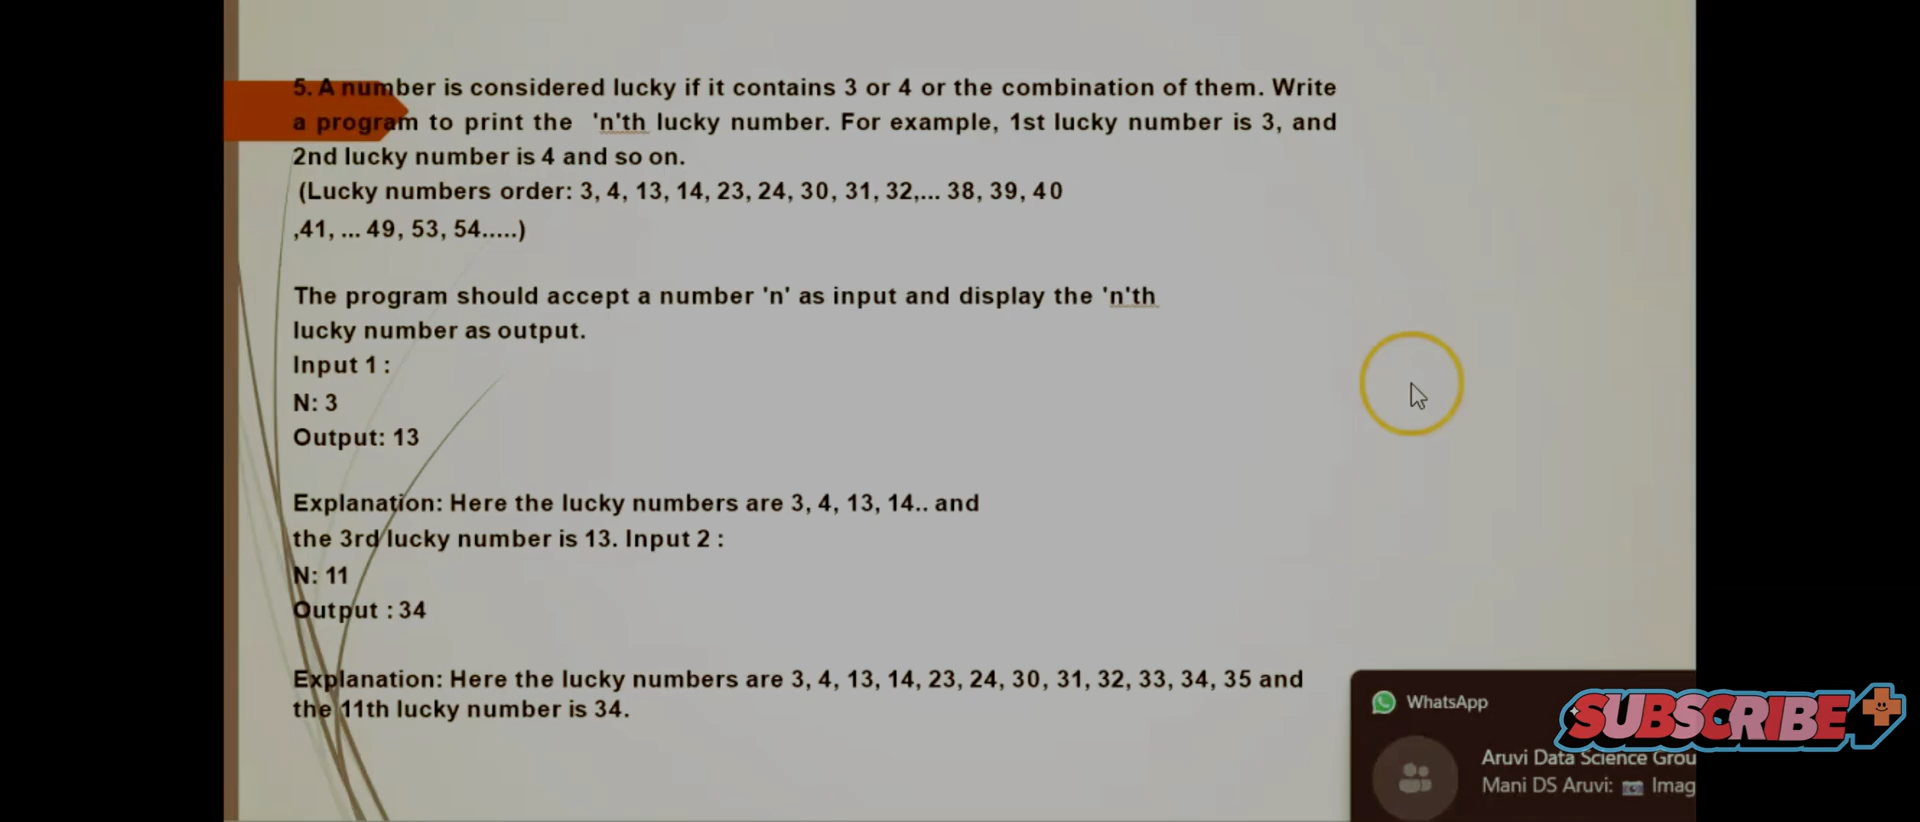 5. A number is considered lucky if it contains 3 or 4 or the combination of them. Write
a program to print the 'n'th lucky number. For example, 1st lucky number is 3, and
2nd lucky number is 4 and so on.
(Lucky numbers order: 3, 4, 13, 14, 23, 24, 30, 31, 32,... 38, 39, 40
,41, ... 49, 53, 54.....)
The program should accept a number 'n' as input and display the 'n'th
lucky number as output.
Input 1 :
N: 3
Output: 13
Explanation: Here the lucky numbers are 3, 4, 13, 14.. and
the 3rd lucky number is 13. Input 2 :
N: 11
Output : 34
Explanation: Here the lucky numbers are 3, 4, 13, 14, 23, 24, 30, 31, 32, 33, 34, 35 and
the 11th lucky number is 34.
WhatsApp
SUBSCRIBE
Aruvi Data Science Grou
Mani DS Aruvi: 📷 Imag